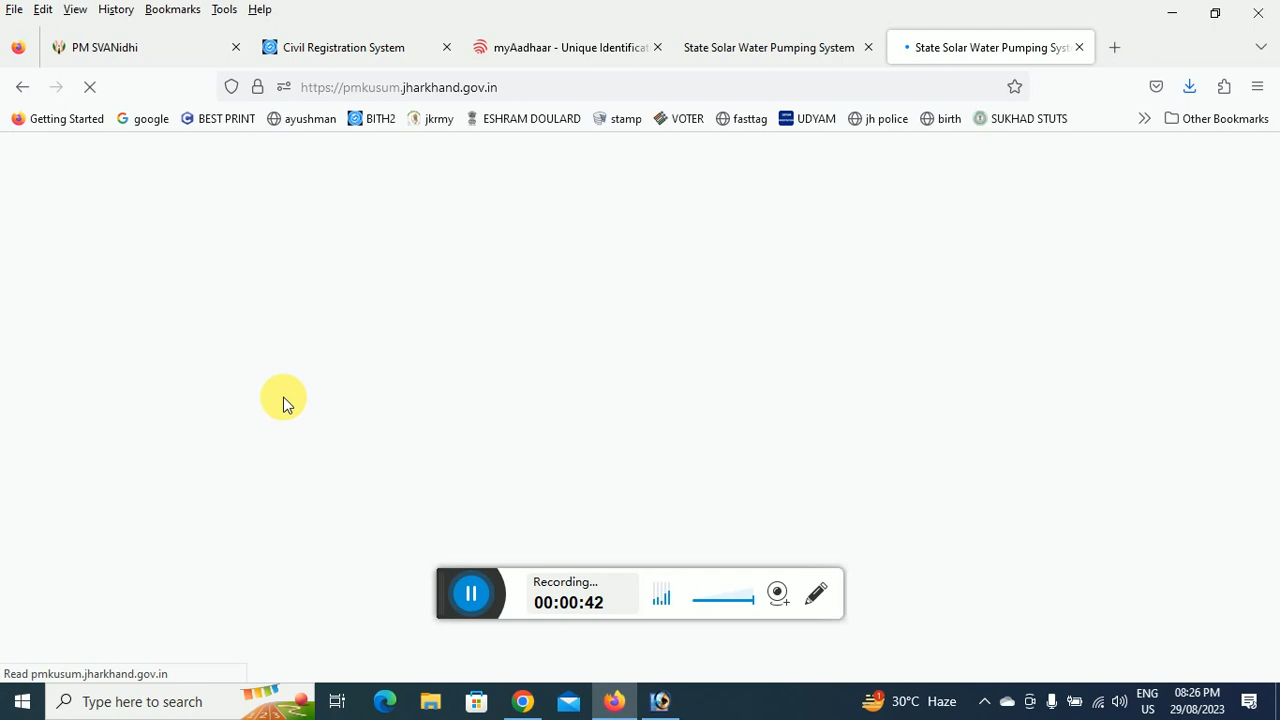 File Edit View History Bookmarks Tools Help
PM SVANidhi
Civil Registration System
myAadhaar - Unique Identificat
State Solar Water Pumping System
State Solar Water Pumping Syst
https://pmkusum.jharkhand.gov.in
Getting Started google BEST PRINT ayushman BITH2 jkrmy ESHRAM DOULARD stamp VOTER fasttag UDYAM jh police birth SUKHAD STUTS Other Bookmarks
Recording...
00:00:42
Read pmkusum.jharkhand.gov.in
Type here to search
1
30°C Haze
ENG
US
08:26 PM
29/08/2023